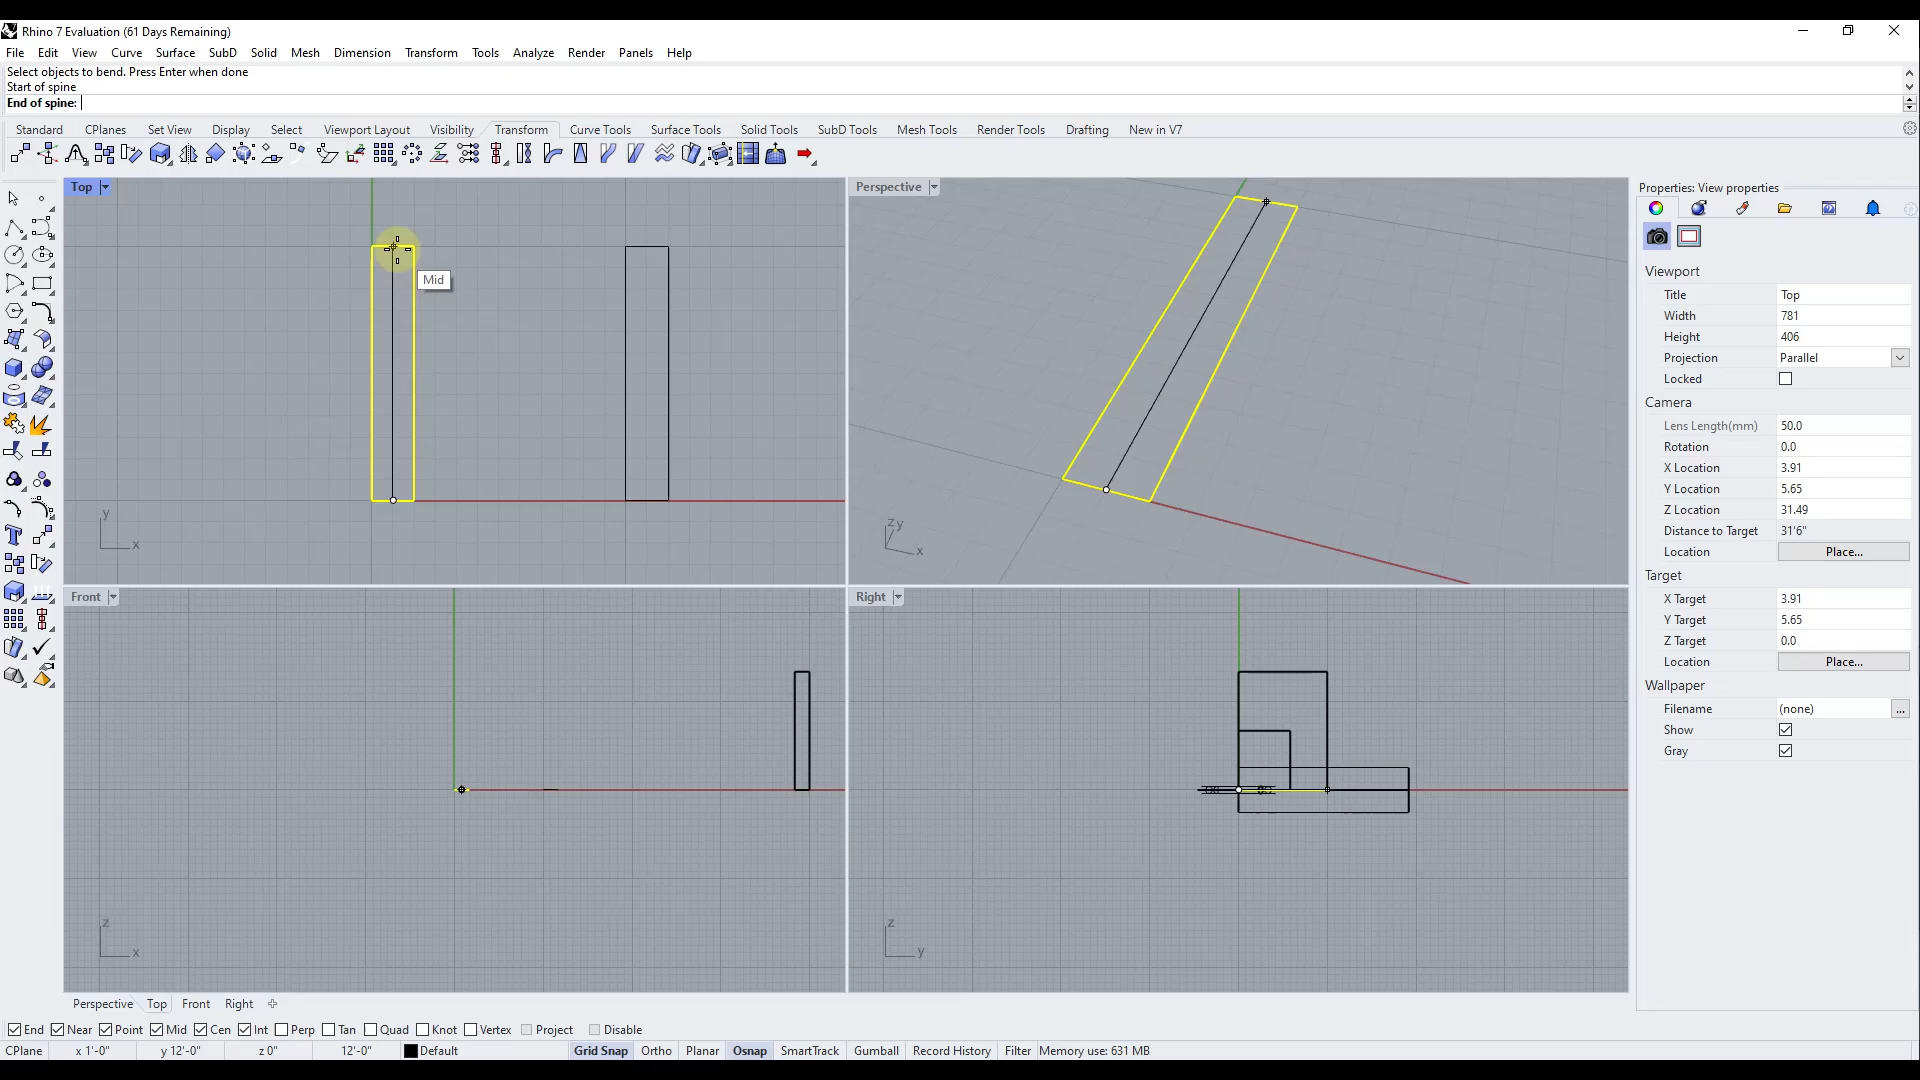 Rhino 7 Evaluation (61 Days Remaining)
File Edit View Curve Surface SubD Solid Mesh Dimension Transform Tools Analyze Render Panels Help
Select objects to bend. Press Enter when done
Start of spine
End of spine:
Standard CPlanes Set View Display Select Viewport Layout Visibility Transform Curve Tools Surface Tools Solid Tools SubD Tools Mesh Tools Render Tools Drafting New in V7
Top
Perspective
Properties: View properties
Mid
Viewport
Title Top
Width 781
Height 406
Projection Parallel
Locked
Camera
Lens Length(mm) 50.0
Rotation 0.0
X Location 3.91
Y Location 5.65
Z Location 31.49
Distance to Target 31'6"
Location Place...
Target
X Target 3.91
Y Target 5.65
Z Target 0.0
Location Place...
Wallpaper
Filename (none) ...
Show
Gray
y
x
z y
x
Front
Right
z
x
z
y
Perspective Top Front Right
End Near Point Mid Cen Int Perp Tan Quad Knot Vertex Project Disable
CPlane x 1'-0" y 12'-0" z 0" 12'-0" Default Grid Snap Ortho Planar Osnap SmartTrack Gumball Record History Filter Memory use: 631 MB